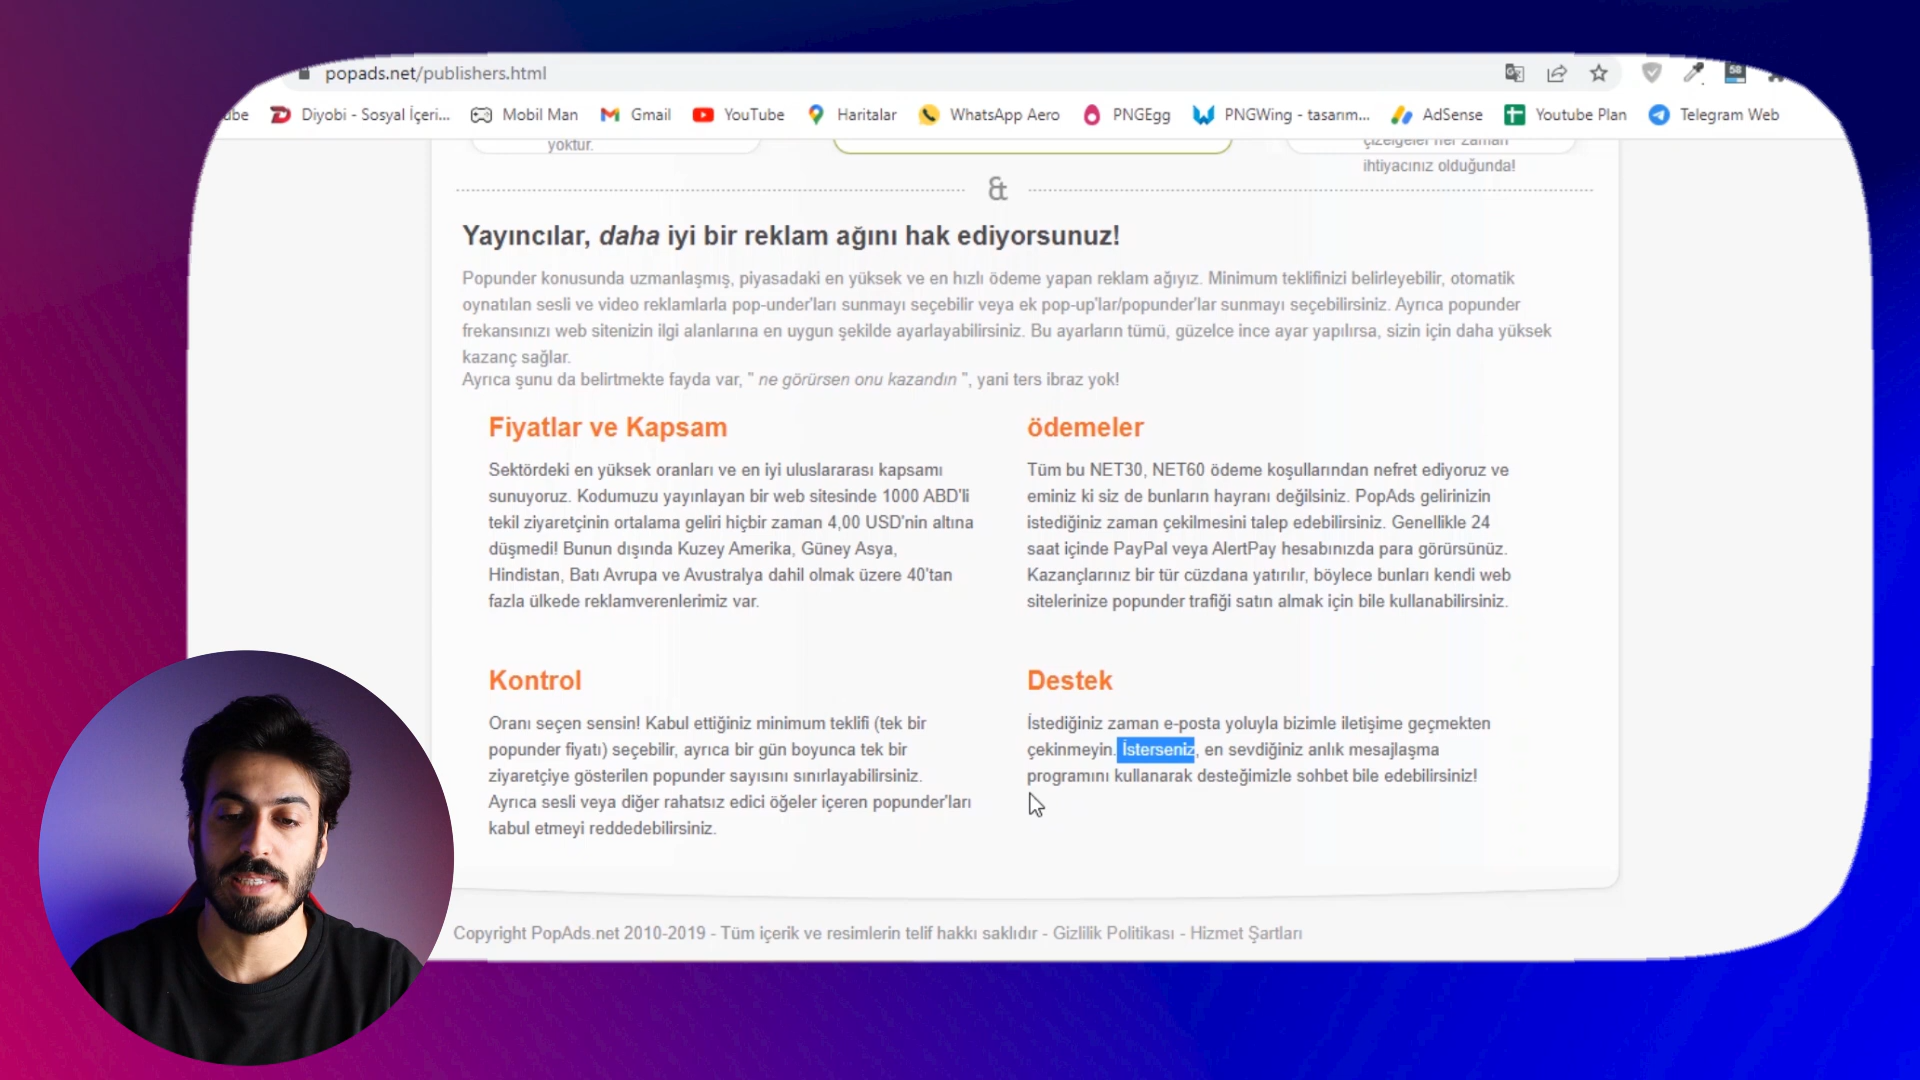 popads.net/publishers.html
58
ube Diyobi - Sosyal İçeri... Mobil Man Gmail YouTube Haritalar WhatsApp Aero PNGEgg PNGWing - tasarım... AdSense Youtube Plan Telegram Web
yoktur.
çizelgeler her zaman
ihtiyacınız olduğunda!
&
Yayıncılar, daha iyi bir reklam ağını hak ediyorsunuz!
Popunder konusunda uzmanlaşmış, piyasadaki en yüksek ve en hızlı ödeme yapan reklam ağıyız. Minimum teklifinizi belirleyebilir, otomatik
oynatılan sesli ve video reklamlarla pop-under'ları sunmayı seçebilir veya ek pop-up'lar/popunder'lar sunmayı seçebilirsiniz. Ayrıca popunder
frekansınızı web sitenizin ilgi alanlarına en uygun şekilde ayarlayabilirsiniz. Bu ayarların tümü, güzelce ince ayar yapılırsa, sizin için daha yüksek
kazanç sağlar.
Ayrıca şunu da belirtmekte fayda var, " ne görürsen onu kazandın ", yani ters ibraz yok!
Fiyatlar ve Kapsam
Sektördeki en yüksek oranları ve en iyi uluslararası kapsamı
sunuyoruz. Kodumuzu yayınlayan bir web sitesinde 1000 ABD'li
tekil ziyaretçinin ortalama geliri hiçbir zaman 4,00 USD'nin altına
düşmedi! Bunun dışında Kuzey Amerika, Güney Asya,
Hindistan, Batı Avrupa ve Avustralya dahil olmak üzere 40'tan
fazla ülkede reklamverenlerimiz var.
ödemeler
Tüm bu NET30, NET60 ödeme koşullarından nefret ediyoruz ve
eminiz ki siz de bunların hayranı değilsiniz. PopAds gelirinizin
istediğiniz zaman çekilmesini talep edebilirsiniz. Genellikle 24
saat içinde PayPal veya AlertPay hesabınızda para görürsünüz.
Kazançlarınız bir tür cüzdana yatırılır, böylece bunları kendi web
sitelerinize popunder trafiği satın almak için bile kullanabilirsiniz.
Kontrol
Oranı seçen sensin! Kabul ettiğiniz minimum teklifi (tek bir
popunder fiyatı) seçebilir, ayrıca bir gün boyunca tek bir
ziyaretçiye gösterilen popunder sayısını sınırlayabilirsiniz.
Ayrıca sesli veya diğer rahatsız edici öğeler içeren popunder'ları
kabul etmeyi reddedebilirsiniz.
Destek
İstediğiniz zaman e-posta yoluyla bizimle iletişime geçmekten
çekinmeyin. İsterseniz, en sevdiğiniz anlık mesajlaşma
programını kullanarak desteğimizle sohbet bile edebilirsiniz!
Copyright PopAds.net 2010-2019 - Tüm içerik ve resimlerin telif hakkı saklıdır - Gizlilik Politikası - Hizmet Şartları